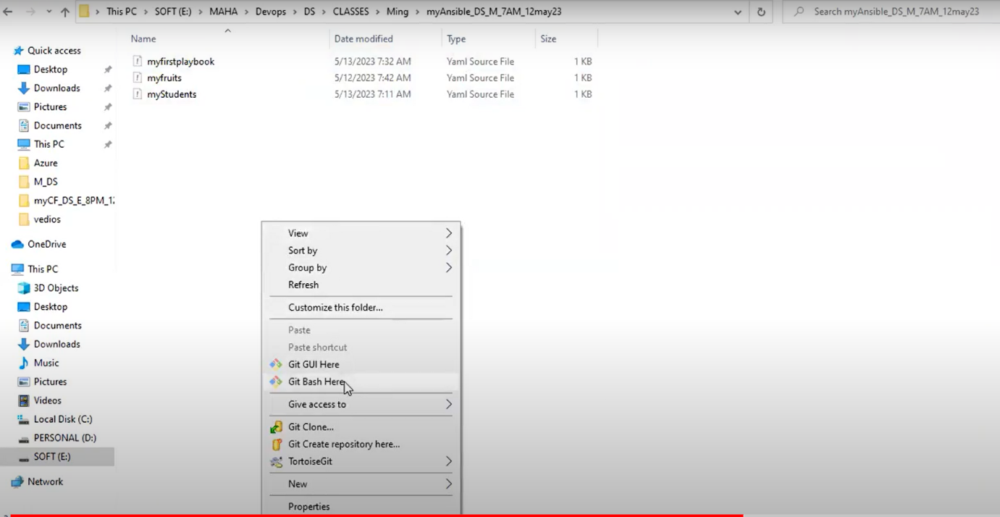 This PC > SOFT (E:) > MAHA > Devops > DS > CLASSES > Ming > myAnsible_DS_M_7AM_12may23
Search myAnsible_DS_M_7AM_12may23
Name Date modified Type Size
myfirstplaybook 5/13/2023 7:32 AM Yaml Source File 1 KB
myfruits 5/12/2023 7:42 AM Yaml Source File 1 KB
myStudents 5/13/2023 7:11 AM Yaml Source File 1 KB
Quick access
Desktop
Downloads
Pictures
Documents
This PC
Azure
M_DS
myCF_DS_E_8PM_12
vedios
OneDrive
This PC
3D Objects
Desktop
Documents
Downloads
Music
Pictures
Videos
Local Disk (C:)
PERSONAL (D:)
SOFT (E:)
Network
View
Sort by
Group by
Refresh
Customize this folder...
Paste
Paste shortcut
Git GUI Here
Git Bash Here
Give access to
Git Clone...
Git Create repository here...
TortoiseGit
New
Properties